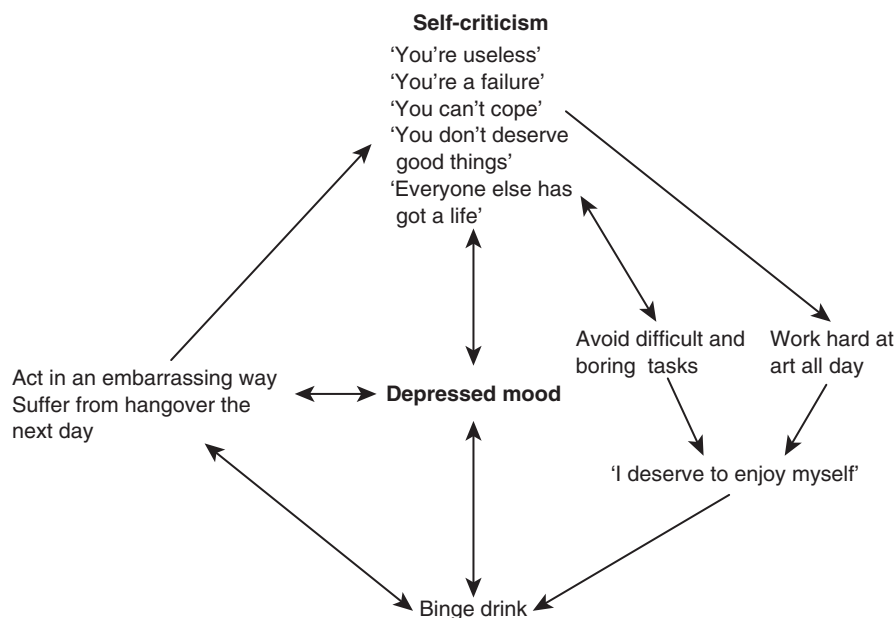 Self-criticism
‘You’re useless’
‘You’re a failure’
‘You can’t cope’
‘You don’t deserve
good things’
‘Everyone else has
got a life’
Avoid difficult and
boring tasks
Work hard at
art all day
Act in an embarrassing way
Suffer from hangover the
next day
Depressed mood
‘I deserve to enjoy myself’
Binge drink